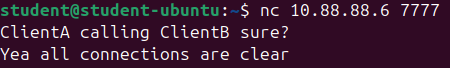 student@student-ubuntu:~$ nc 10.88.88.6 7777
ClientA calling ClientB sure?
Yea all connections are clear